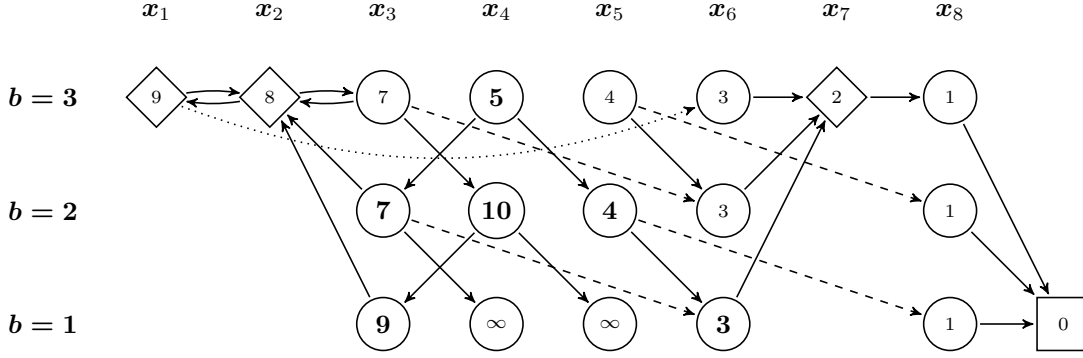 x1 x2 x3 x4 x5 x6 x7 x8
b = 3 9 8 7 5 4 3 2 1
b = 2 7 10 4 3 1
b = 1 9 ∞ ∞ 3 1 0